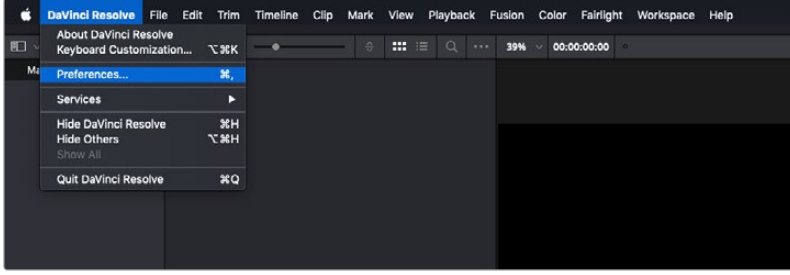 DaVinci Resolve File Edit Trim Timeline Clip Mark View Playback Fusion Color Fairlight Workspace Help
About DaVinci Resolve
Keyboard Customization... ⌥⌘K
39% 00:00:00:00
Ma
Preferences... ⌘,
Services ▶
Hide DaVinci Resolve ⌘H
Hide Others ⌥⌘H
Show All
Quit DaVinci Resolve ⌘Q